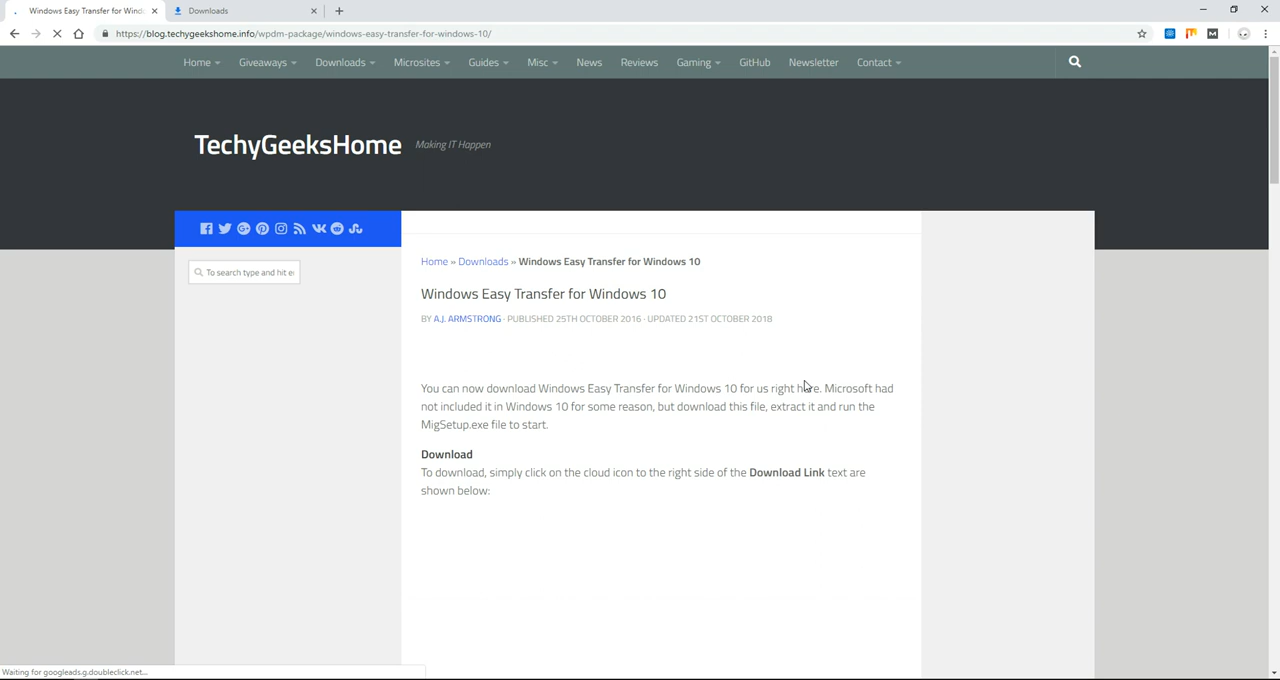 Windows Easy Transfer for Wind
Downloads
https://blog.techygeekshome.info/wpdm-package/windows-easy-transfer-for-windows-10/
Home Giveaways Downloads Microsites Guides Misc News Reviews Gaming GitHub Newsletter Contact
TechyGeeksHome Making IT Happen
To search type and hit e
Home » Downloads » Windows Easy Transfer for Windows 10
Windows Easy Transfer for Windows 10
BY A.J. ARMSTRONG · PUBLISHED 25TH OCTOBER 2016 · UPDATED 21ST OCTOBER 2018
You can now download Windows Easy Transfer for Windows 10 for us right here. Microsoft had
not included it in Windows 10 for some reason, but download this file, extract it and run the
MigSetup.exe file to start.
Download
To download, simply click on the cloud icon to the right side of the Download Link text are
shown below:
Waiting for googleads.g.doubleclick.net...